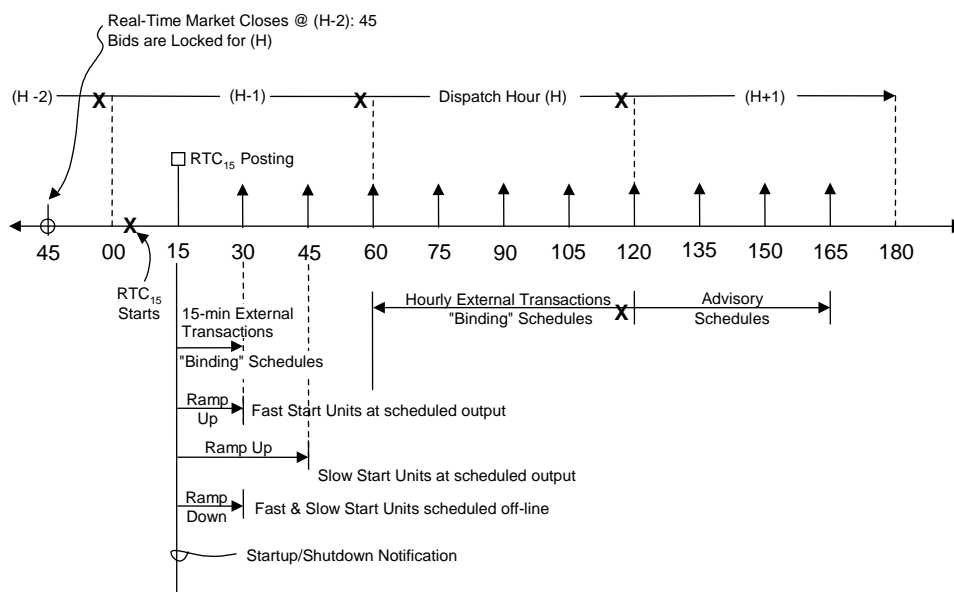 Real-Time Market Closes @ (H-2): 45
Bids are Locked for (H)
(H -2) X (H-1) X Dispatch Hour (H) X (H+1)
RTC15 Posting
X
45 00 15 30 45 60 75 90 105 120 135 150 165 180
RTC15
Starts
15-min External
Transactions
"Binding" Schedules
Hourly External Transactions
"Binding" Schedules X
Advisory
Schedules
Ramp
Up
Fast Start Units at scheduled output
Ramp Up
Slow Start Units at scheduled output
Ramp
Down
Fast & Slow Start Units scheduled off-line
Startup/Shutdown Notification